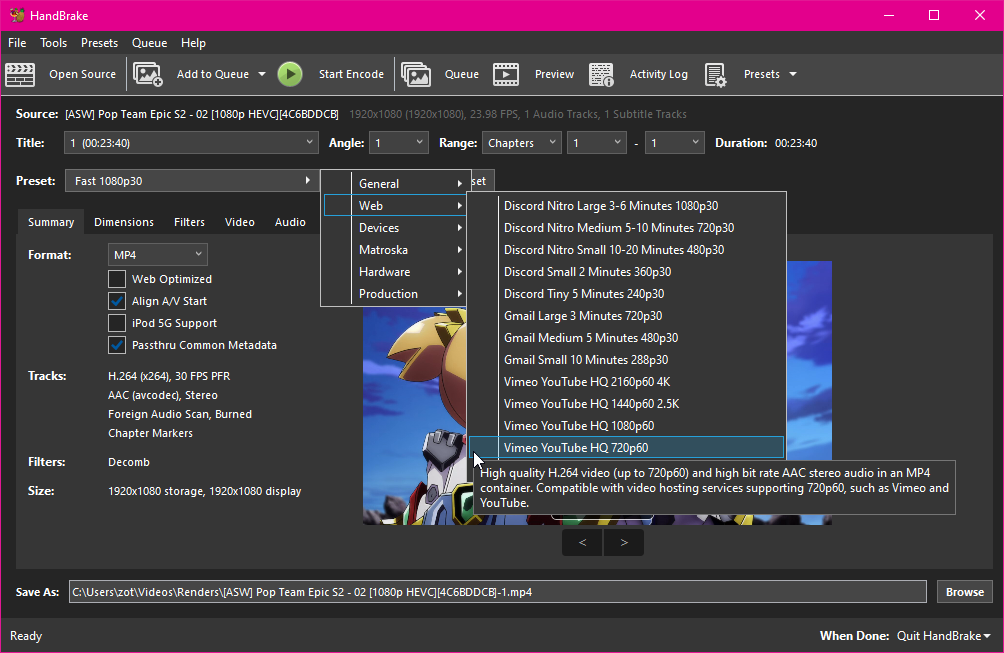 HandBrake
File Tools Presets Queue Help
Open Source Add to Queue Start Encode Queue Preview Activity Log Presets
Source: [ASW] Pop Team Epic S2 - 02 [1080p HEVC][4C6BDDCB] 1920x1080 (1920x1080), 23.98 FPS, 1 Audio Tracks, 1 Subtitle Tracks
Title: 1 (00:23:40) Angle: 1 Range: Chapters 1 - 1 Duration: 00:23:40
Preset: Fast 1080p30
General
Web
Devices
Matroska
Hardware
Production
Discord Nitro Large 3-6 Minutes 1080p30
Discord Nitro Medium 5-10 Minutes 720p30
Discord Nitro Small 10-20 Minutes 480p30
Discord Small 2 Minutes 360p30
Discord Tiny 5 Minutes 240p30
Gmail Large 3 Minutes 720p30
Gmail Medium 5 Minutes 480p30
Gmail Small 10 Minutes 288p30
Vimeo YouTube HQ 2160p60 4K
Vimeo YouTube HQ 1440p60 2.5K
Vimeo YouTube HQ 1080p60
Vimeo YouTube HQ 720p60
High quality H.264 video (up to 720p60) and high bit rate AAC stereo audio in an MP4
container. Compatible with video hosting services supporting 720p60, such as Vimeo and
YouTube.
Summary Dimensions Filters Video Audio
Format: MP4
Web Optimized
Align A/V Start
iPod 5G Support
Passthru Common Metadata
Tracks: H.264 (x264), 30 FPS PFR
AAC (avcodec), Stereo
Foreign Audio Scan, Burned
Chapter Markers
Filters: Decomb
Size: 1920x1080 storage, 1920x1080 display
< >
Save As: C:\Users\zot\Videos\Renders\[ASW] Pop Team Epic S2 - 02 [1080p HEVC][4C6BDDCB]-1.mp4 Browse
Ready When Done: Quit HandBrake